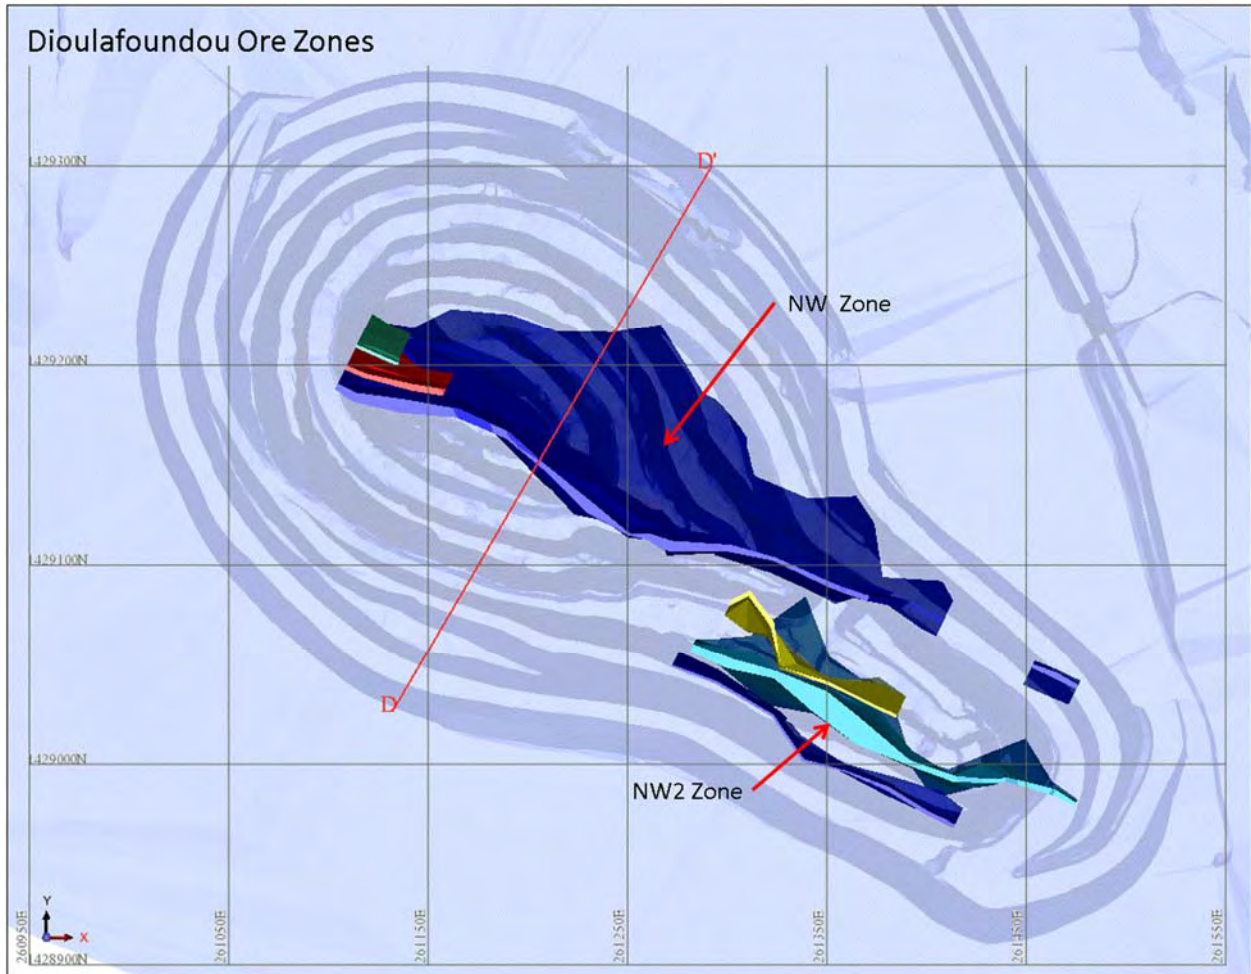 Dioulafoundou Ore Zones
1429300N
D'
NW Zone
1429200N
1429100N
D
1429000N
NW2 Zone
Y
X
260950E
261050E
261150E
261250E
261350E
261450E
261550E
1428900N